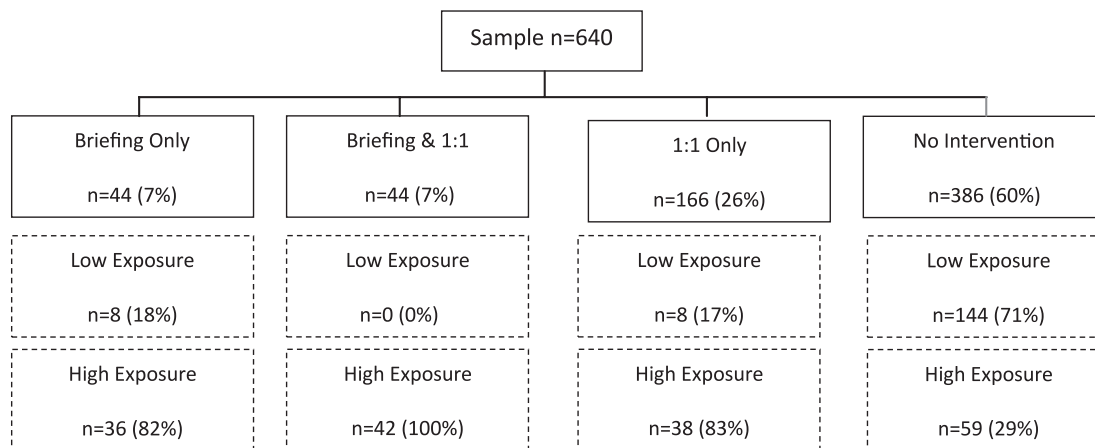 Sample n=640
Briefing Only
n=44 (7%)
Briefing & 1:1
n=44 (7%)
1:1 Only
n=166 (26%)
No Intervention
n=386 (60%)
Low Exposure
n=8 (18%)
Low Exposure
n=0 (0%)
Low Exposure
n=8 (17%)
Low Exposure
n=144 (71%)
High Exposure
n=36 (82%)
High Exposure
n=42 (100%)
High Exposure
n=38 (83%)
High Exposure
n=59 (29%)